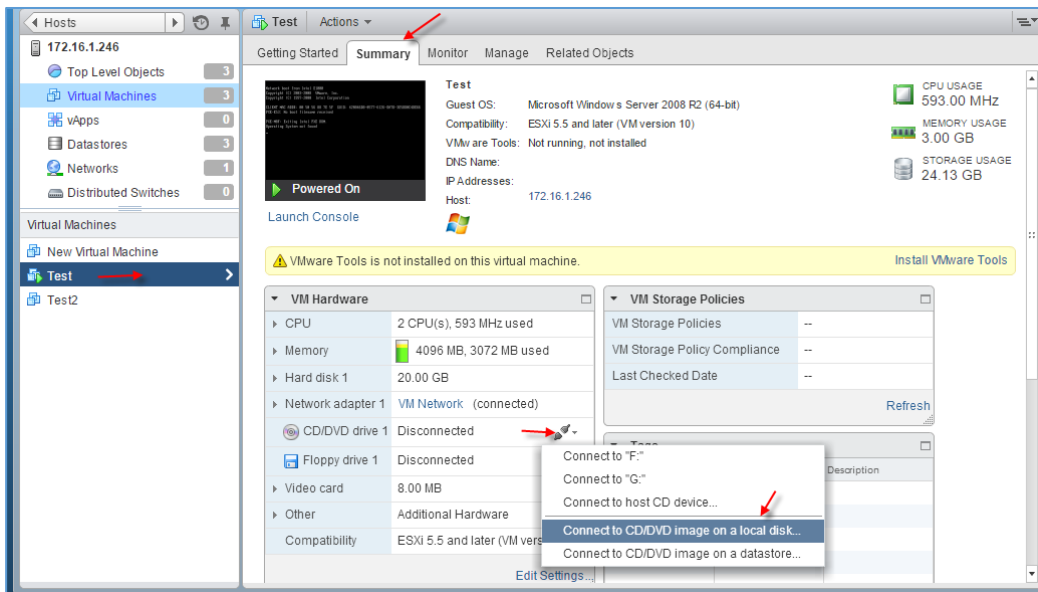 Hosts
172.16.1.246
Top Level Objects 3
Virtual Machines 3
vApps 0
Datastores 3
Networks 1
Distributed Switches 0
Virtual Machines
New Virtual Machine
Test
Test2
Test Actions
Getting Started Summary Monitor Manage Related Objects
Powered On
Launch Console
Test
Guest OS: Microsoft Windows Server 2008 R2 (64-bit)
Compatibility: ESXi 5.5 and later (VM version 10)
VMware Tools: Not running, not installed
DNS Name:
IP Addresses:
Host: 172.16.1.246
CPU USAGE
593.00 MHz
MEMORY USAGE
3.00 GB
STORAGE USAGE
24.13 GB
VMware Tools is not installed on this virtual machine. Install VMware Tools
VM Hardware
CPU 2 CPU(s), 593 MHz used
Memory 4096 MB, 3072 MB used
Hard disk 1 20.00 GB
Network adapter 1 VM Network (connected)
CD/DVD drive 1 Disconnected
Floppy drive 1 Disconnected
Video card 8.00 MB
Other Additional Hardware
Compatibility ESXi 5.5 and later (VM vers
Edit Settings...
VM Storage Policies
VM Storage Policies --
VM Storage Policy Compliance --
Last Checked Date --
Refresh
Tags
Description
Connect to "F:"
Connect to "G:"
Connect to host CD device...
Connect to CD/DVD image on a local disk...
Connect to CD/DVD image on a datastore...